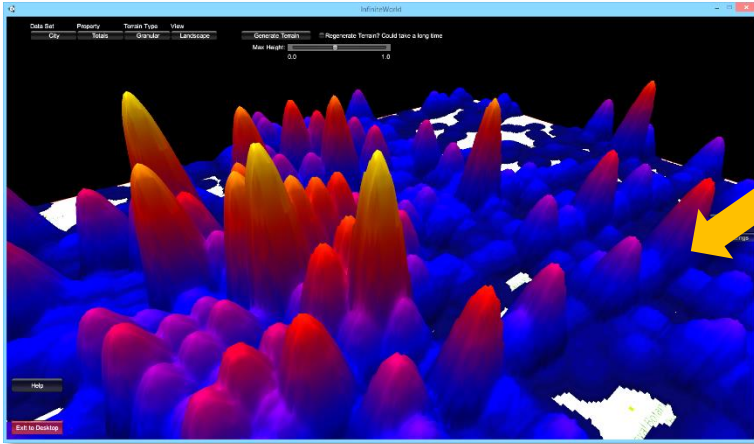 InfiniteWorld
Data Set Property Terrain Type View
City Totals Granular Landscape Generate Terrain Regenerate Terrain? Could take a long time
Max Height:
0.0 1.0
Help
Exit to Desktop